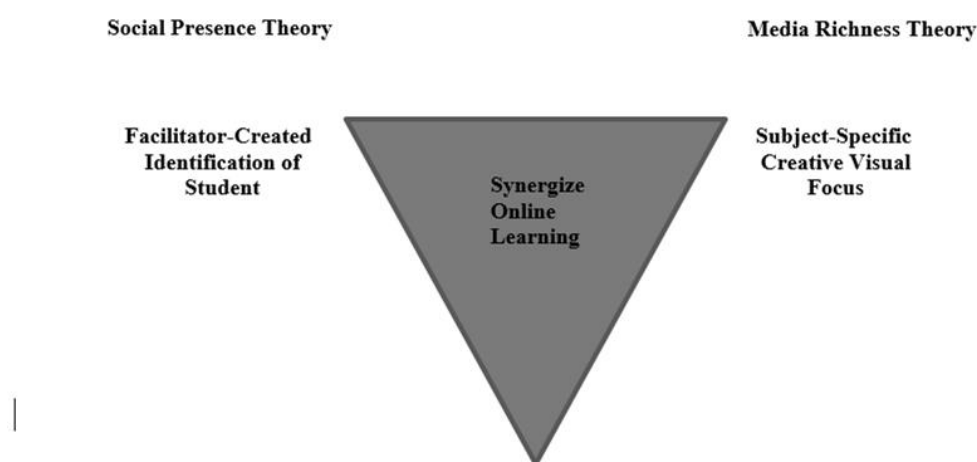 Social Presence Theory
Media Richness Theory
Facilitator-Created
Identification of
Student
Subject-Specific
Creative Visual
Focus
Synergize
Online
Learning